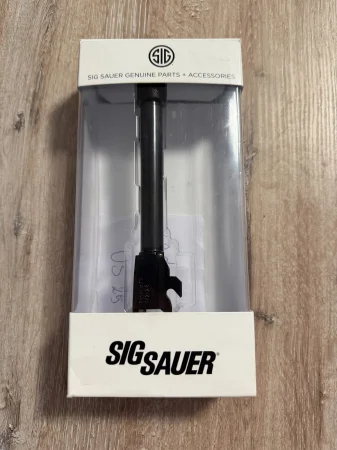 SIG
SIG SAUER GENUINE PARTS + ACCESSORIES
SIG SAUER®